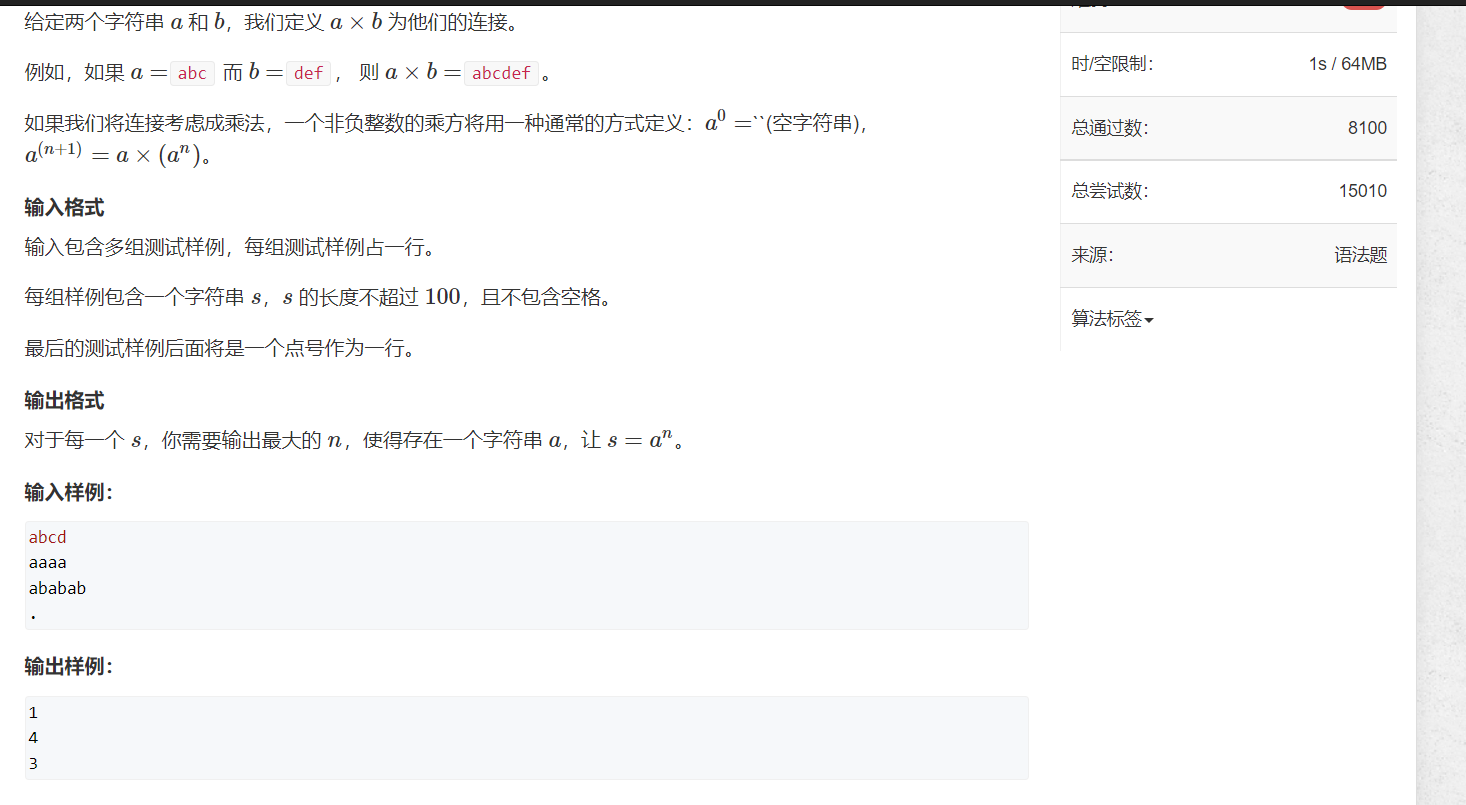 给定两个字符串 a 和 b，我们定义 a × b 为他们的连接。
例如，如果 a = abc 而 b = def ， 则 a × b = abcdef 。
如果我们将连接考虑成乘法，一个非负整数的乘方将用一种通常的方式定义：a^0 =``(空字符串)，
a^(n+1) = a × (a^n)。
输入格式
输入包含多组测试样例，每组测试样例占一行。
每组样例包含一个字符串 s，s 的长度不超过 100，且不包含空格。
最后的测试样例后面将是一个点号作为一行。
输出格式
对于每一个 s，你需要输出最大的 n，使得存在一个字符串 a，让 s = a^n。
输入样例：
abcd
aaaa
ababab
.
输出样例：
1
4
3
时/空限制： 1s / 64MB
总通过数： 8100
总尝试数： 15010
来源： 语法题
算法标签